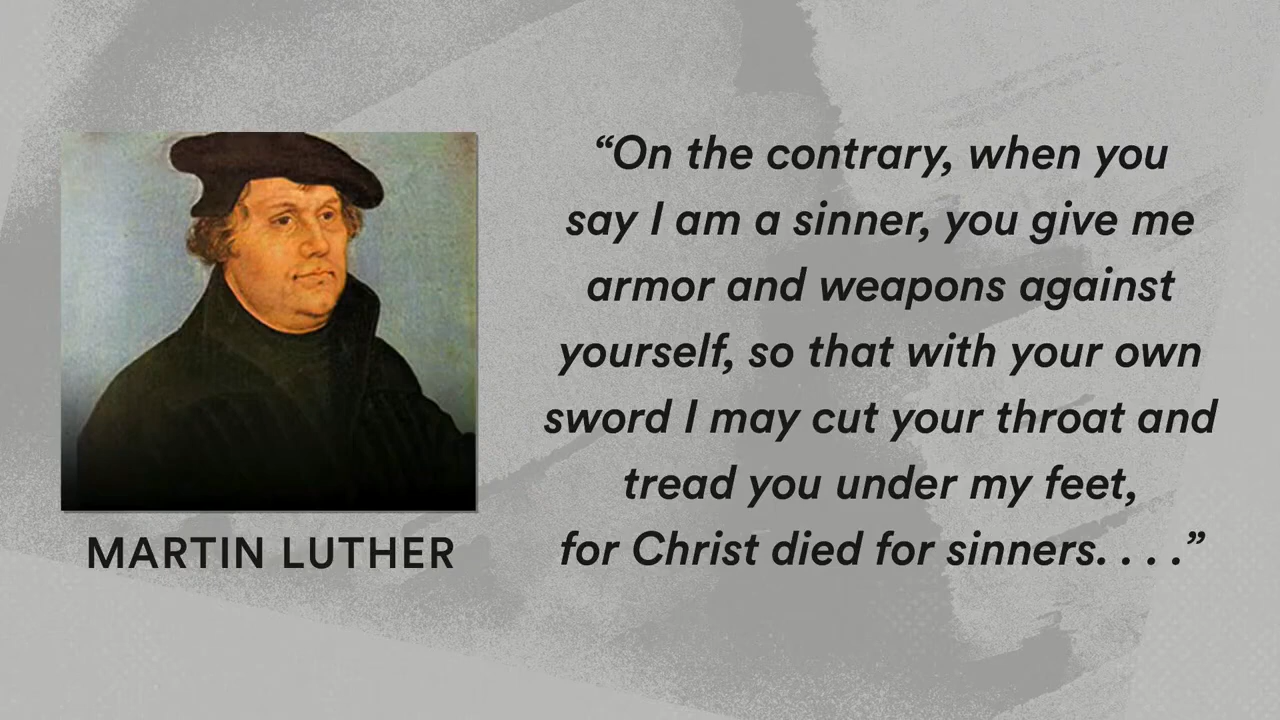 “On the contrary, when you
say I am a sinner, you give me
armor and weapons against
yourself, so that with your own
sword I may cut your throat and
tread you under my feet,
for Christ died for sinners. . . .”
MARTIN LUTHER